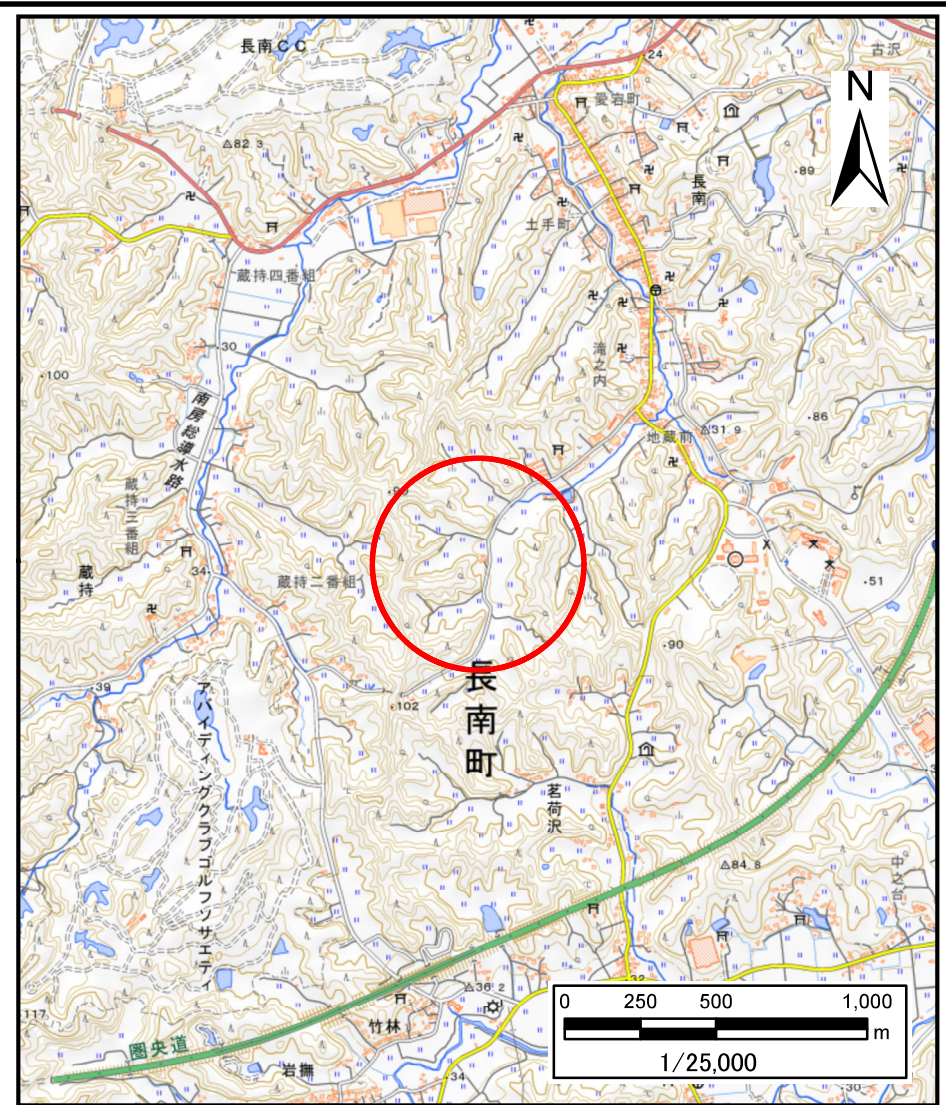 長南CC
24
古沢
愛宕町
N
△82.3
・89
長南
土手町
蔵持四番組
・30
滝之内
・100
南房総導水路
・86
地蔵前
△31.9
蔵持三番組
34
蔵持
蔵持二番組
・51
・90
・39
・102
長南町
アバイディングクラブゴルフソサエティ
茗荷沢
△84.8
中之台
△36.2
32
・117
竹林
圏央道
岩撫
・34
・30
0 250 500 1,000
m
1/25,000